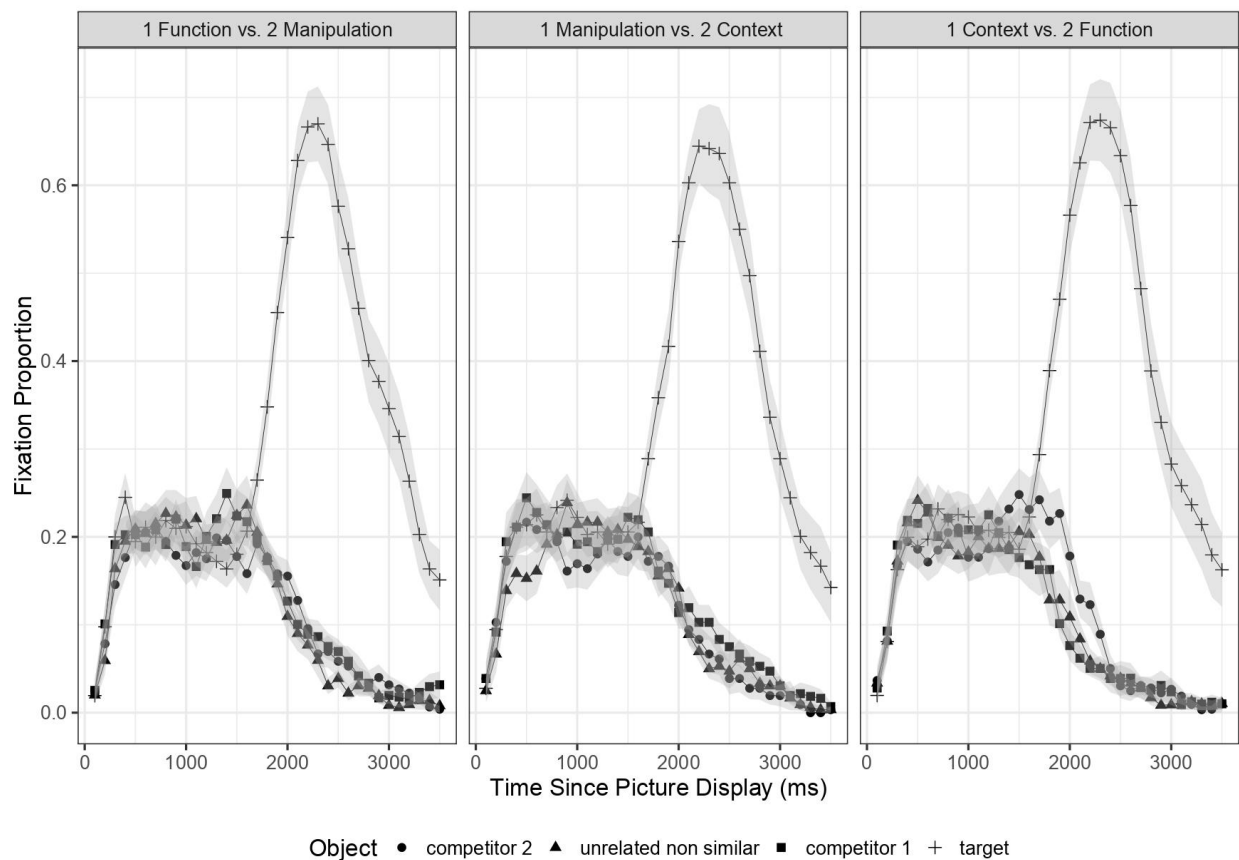 1 Function vs. 2 Manipulation
1 Manipulation vs. 2 Context
1 Context vs. 2 Function
Fixation Proportion
0.6
0.4
0.2
0.0
0 1000 2000 3000
0 1000 2000 3000
0 1000 2000 3000
Time Since Picture Display (ms)
Object competitor 2 unrelated non similar competitor 1 target